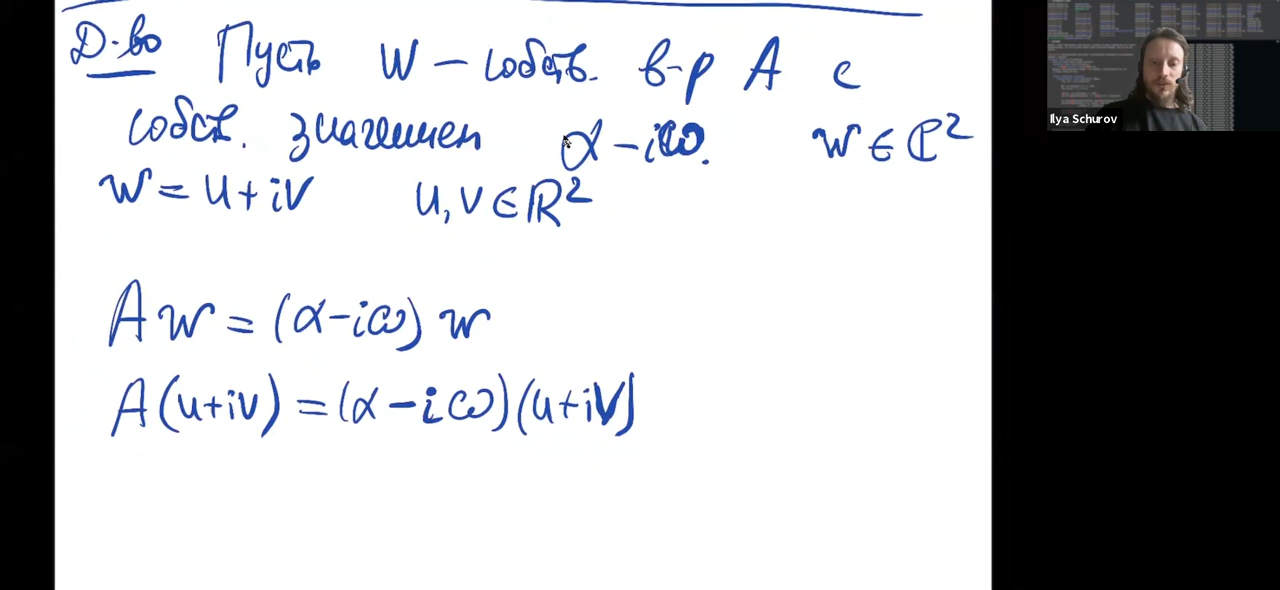 Д-во Пусть w – собств. в-р A с
собств. значением α – iω. w ∈ ℂ²
w = u + iv u, v ∈ ℝ²
Aw = (α – iω) w
A(u+iv) = (α – iω)(u+iv)
Ilya Schurov